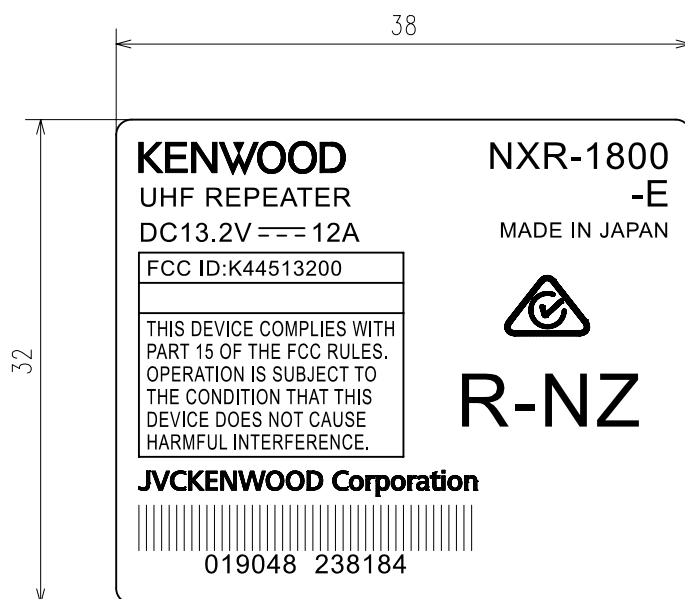 38
32
KENWOOD
NXR-1800
-E
UHF REPEATER
DC13.2V ⎓ 12A
MADE IN JAPAN
FCC ID:K44513200
THIS DEVICE COMPLIES WITH
PART 15 OF THE FCC RULES.
OPERATION IS SUBJECT TO
THE CONDITION THAT THIS
DEVICE DOES NOT CAUSE
HARMFUL INTERFERENCE.
R-NZ
JVCKENWOOD Corporation
019048 238184